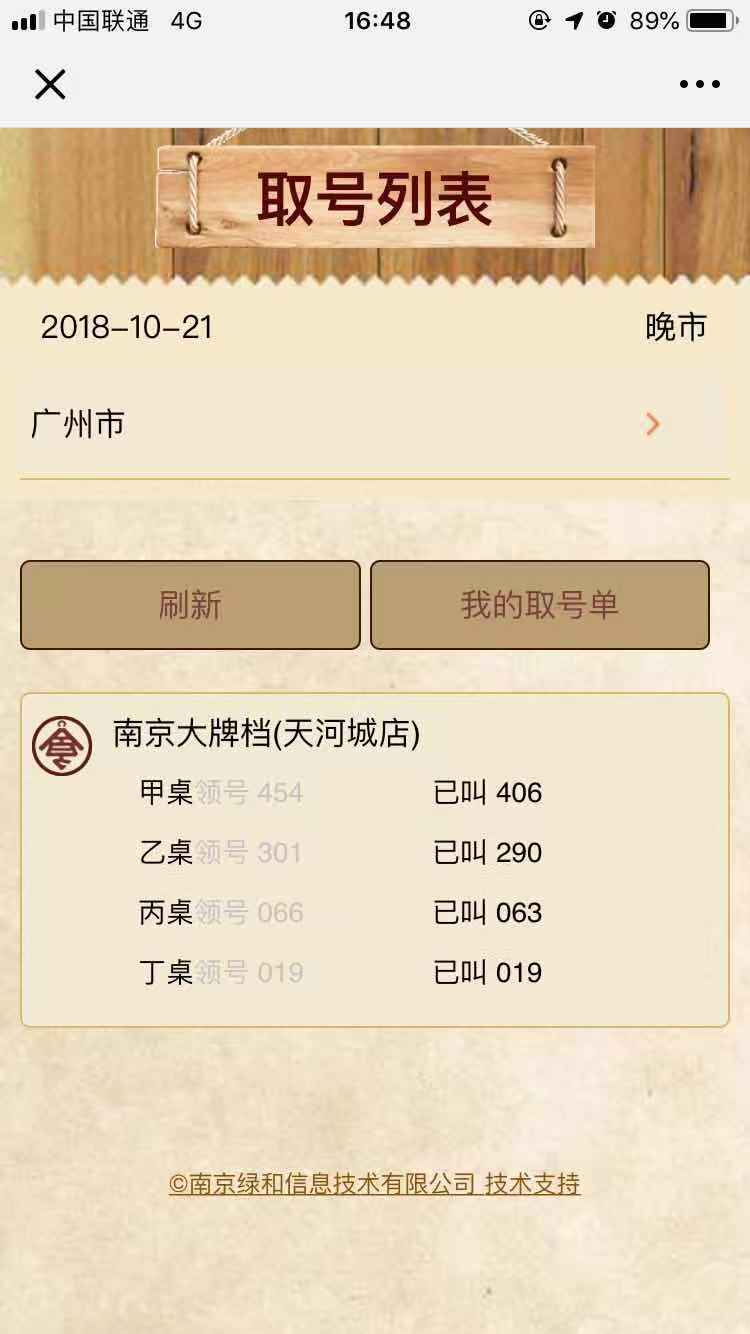 中国联通 4G 16:48 89%
取号列表
2018-10-21 晚市
广州市
刷新 我的取号单
南京大牌档(天河城店)
甲桌领号 454 已叫 406
乙桌领号 301 已叫 290
丙桌领号 066 已叫 063
丁桌领号 019 已叫 019
©南京绿和信息技术有限公司 技术支持